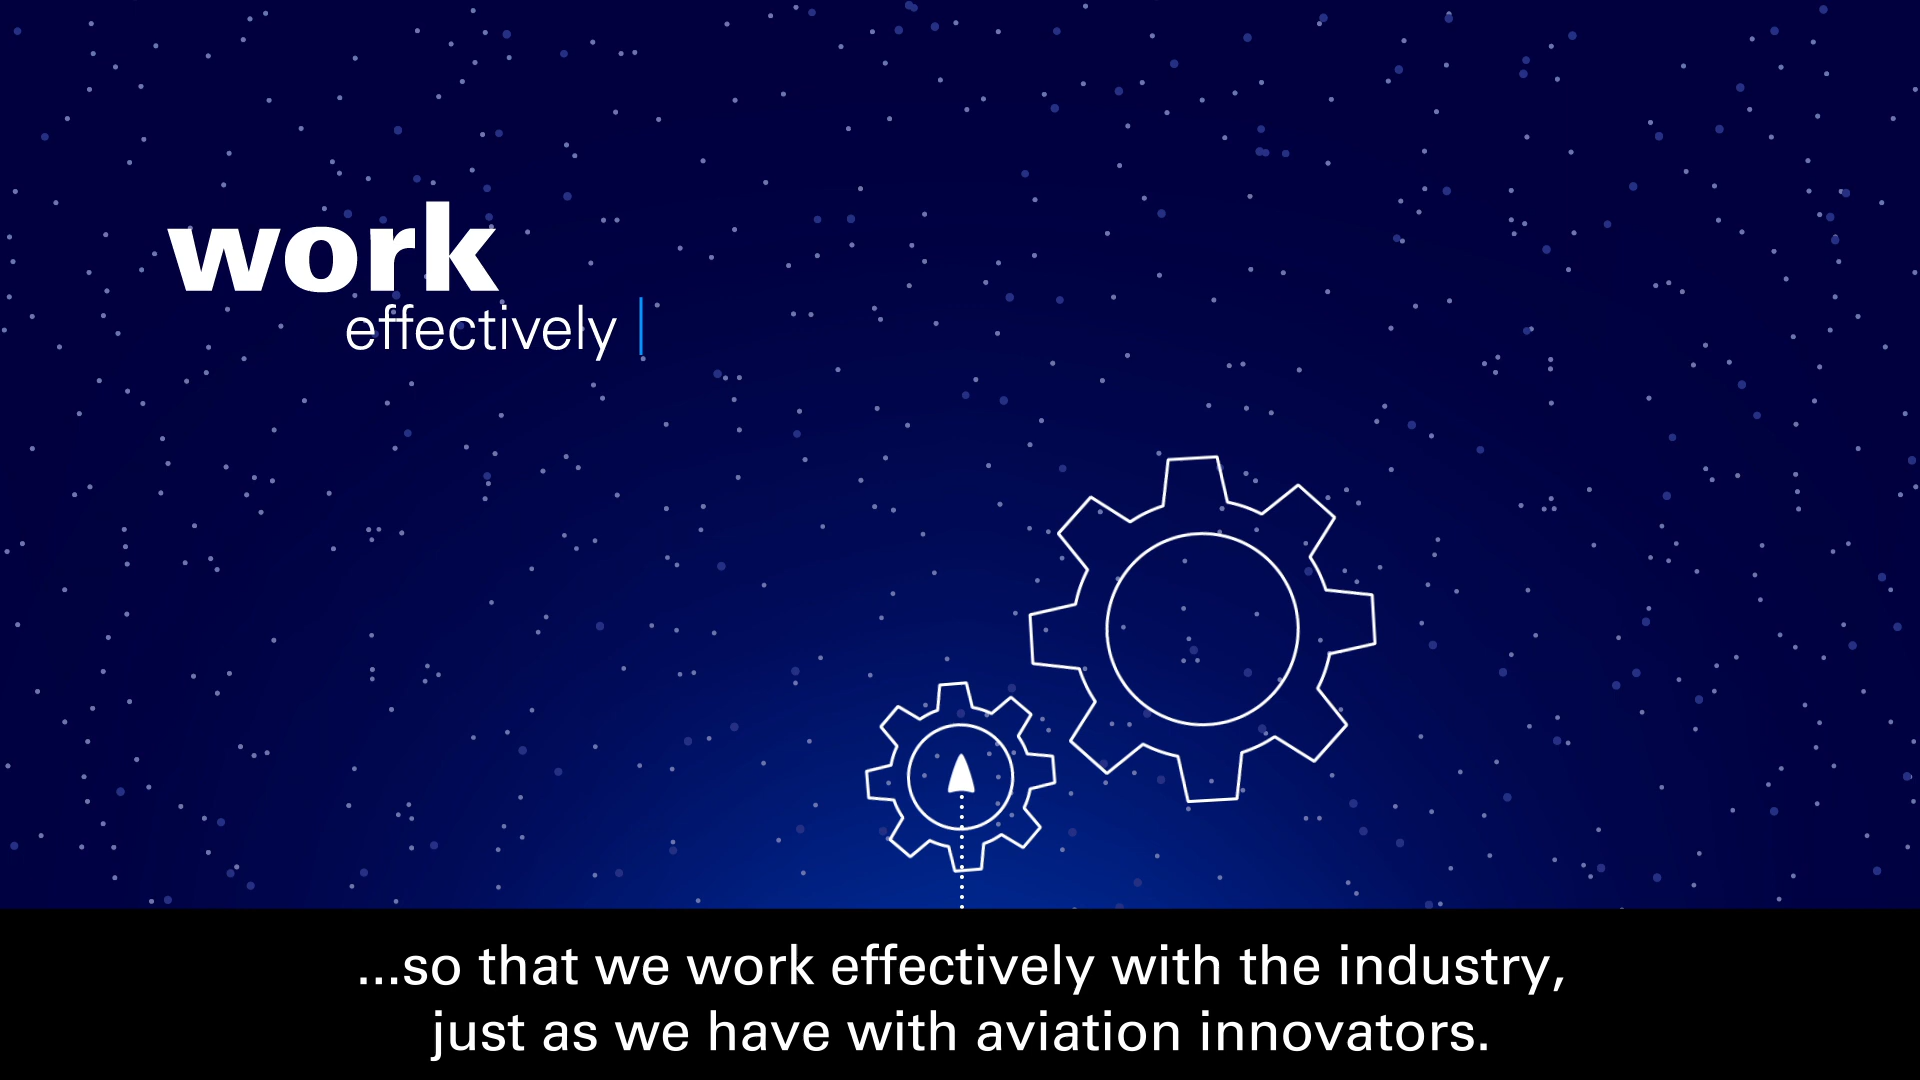 work
effectively
...so that we work effectively with the industry,
just as we have with aviation innovators.